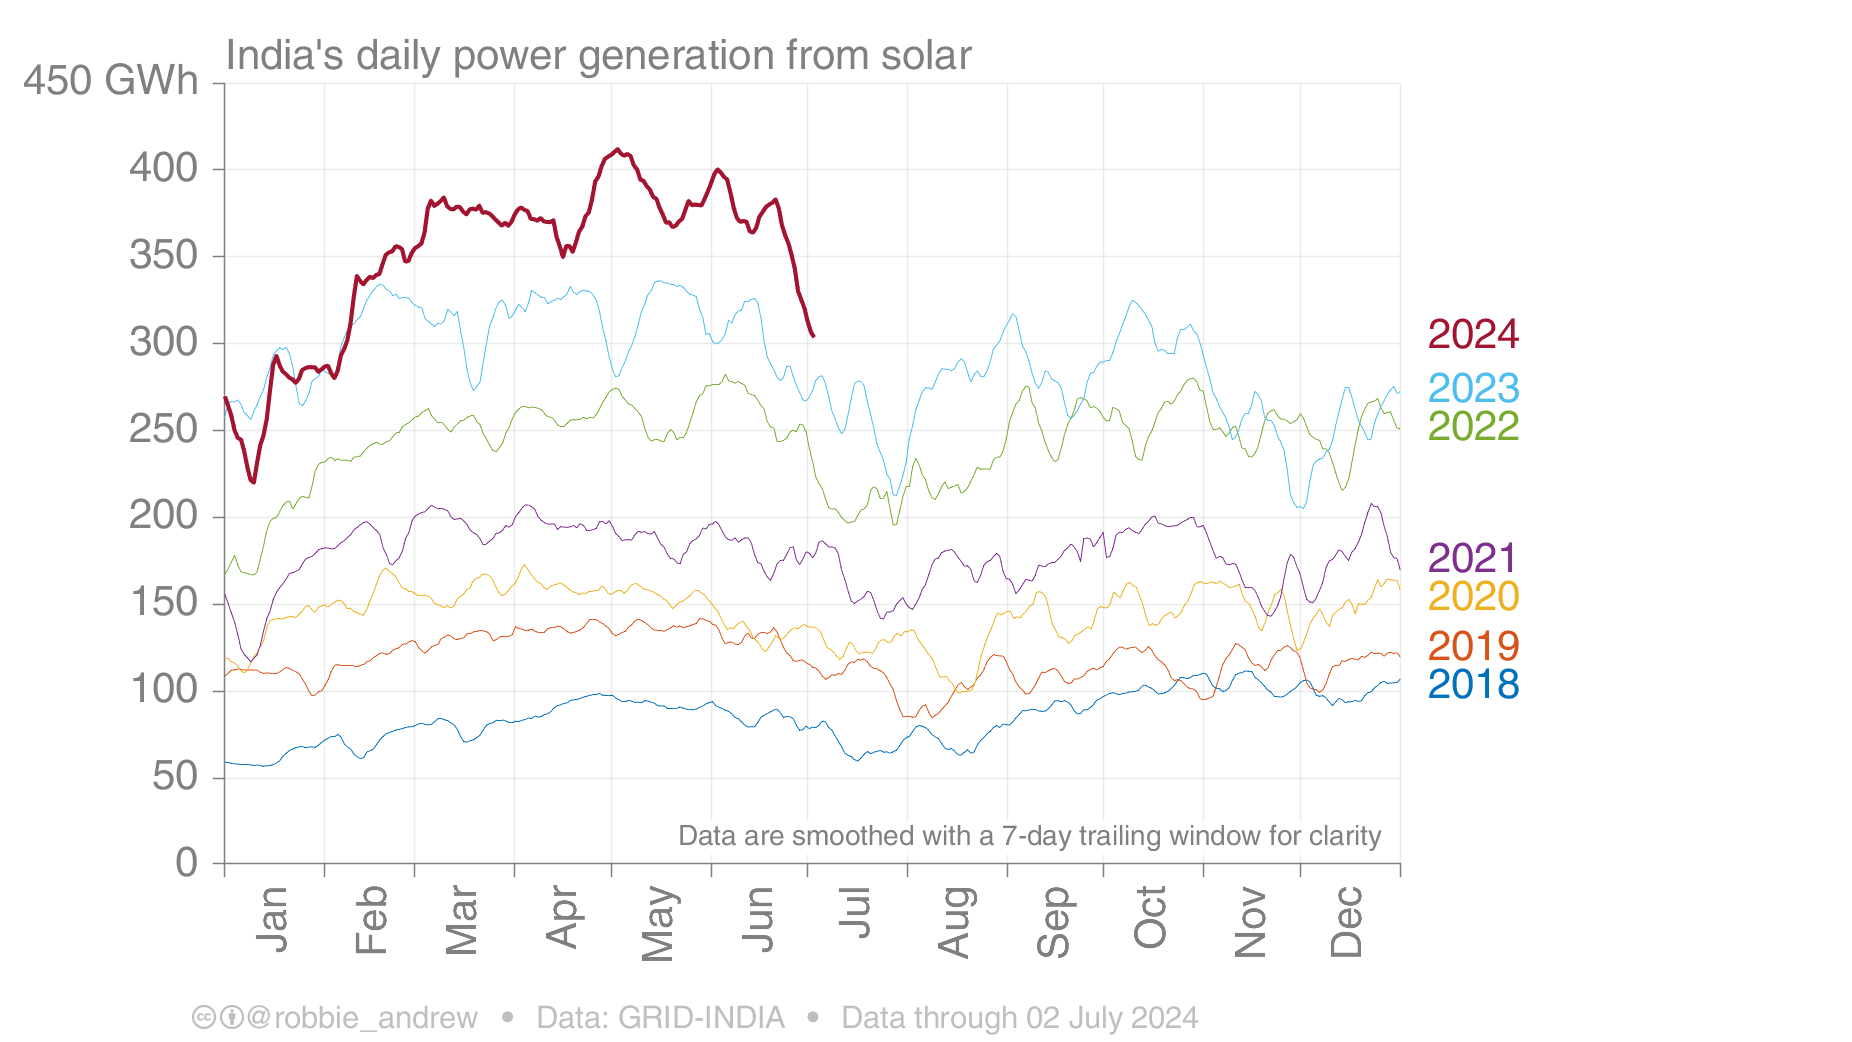 India's daily power generation from solar
450 GWh
400
350
300
250
200
150
100
50
0
2024
2023
2022
2021
2020
2019
2018
Data are smoothed with a 7-day trailing window for clarity
Jan
Feb
Mar
Apr
May
Jun
Jul
Aug
Sep
Oct
Nov
Dec
cc @robbie_andrew • Data: GRID-INDIA • Data through 02 July 2024